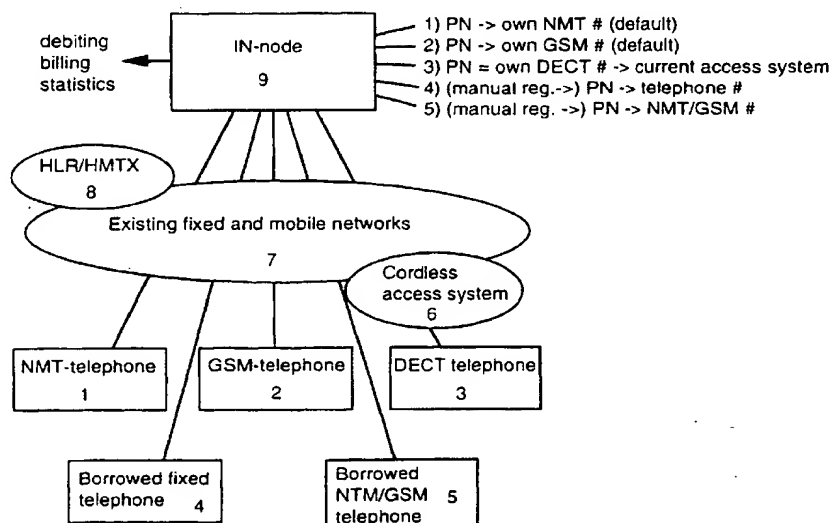 debiting
billing
statistics
IN-node
9
1) PN -> own NMT # (default)
2) PN -> own GSM # (default)
3) PN = own DECT # -> current access system
4) (manual reg.->) PN -> telephone #
5) (manual reg.->) PN -> NMT/GSM #
HLR/HMTX
8
Existing fixed and mobile networks
7
Cordless
access system
6
NMT-telephone
1
GSM-telephone
2
DECT telephone
3
Borrowed fixed
telephone 4
Borrowed
NTM/GSM 5
telephone